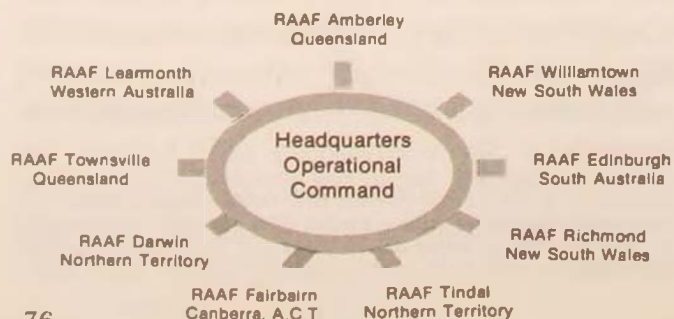 RAAF Amberley
Queensland
RAAF Learmonth
Western Australia
RAAF Williamtown
New South Wales
Headquarters
Operational
Command
RAAF Townsville
Queensland
RAAF Edinburgh
South Australia
RAAF Darwin
Northern Territory
RAAF Richmond
New South Wales
RAAF Fairbairn
Canberra, A.C.T
RAAF Tindal
Northern Territory
76